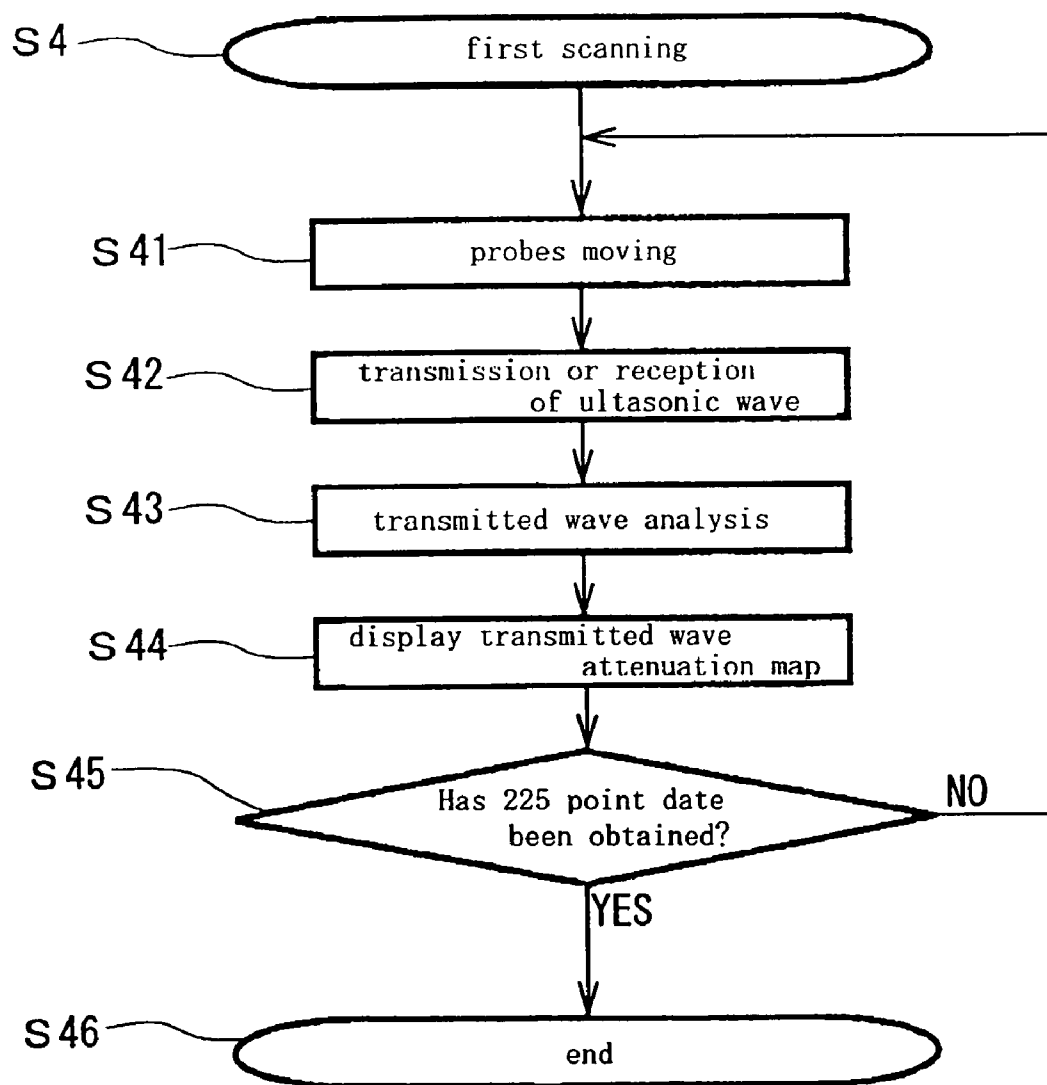 S4
first scanning
S41
probes moving
S42
transmission or reception
of ultasonic wave
S43
transmitted wave analysis
S44
display transmitted wave
attenuation map
S45
Has 225 point date
been obtained?
NO
YES
S46
end